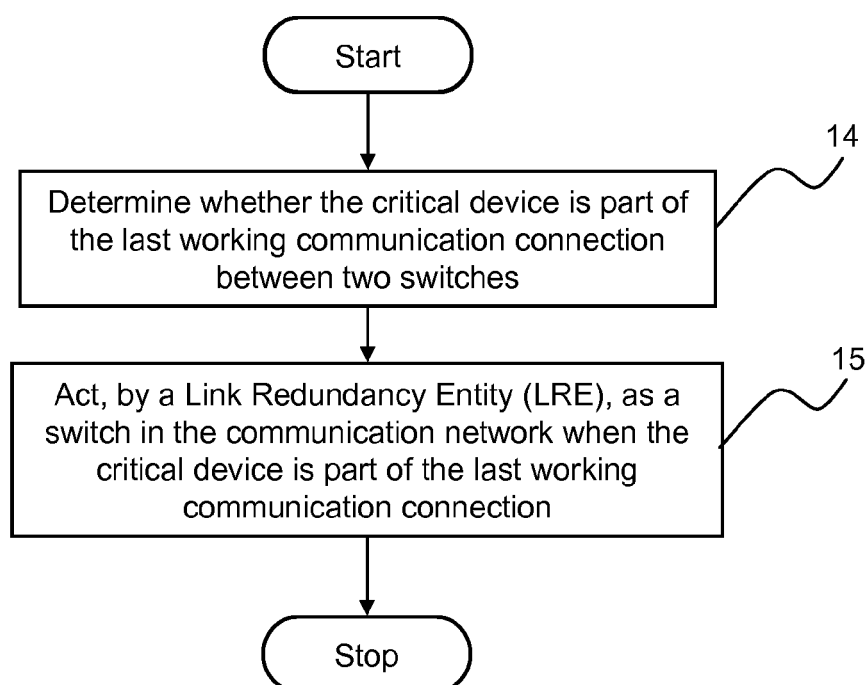 Start
14
Determine whether the critical device is part of
the last working communication connection
between two switches
15
Act, by a Link Redundancy Entity (LRE), as a
switch in the communication network when the
critical device is part of the last working
communication connection
Stop